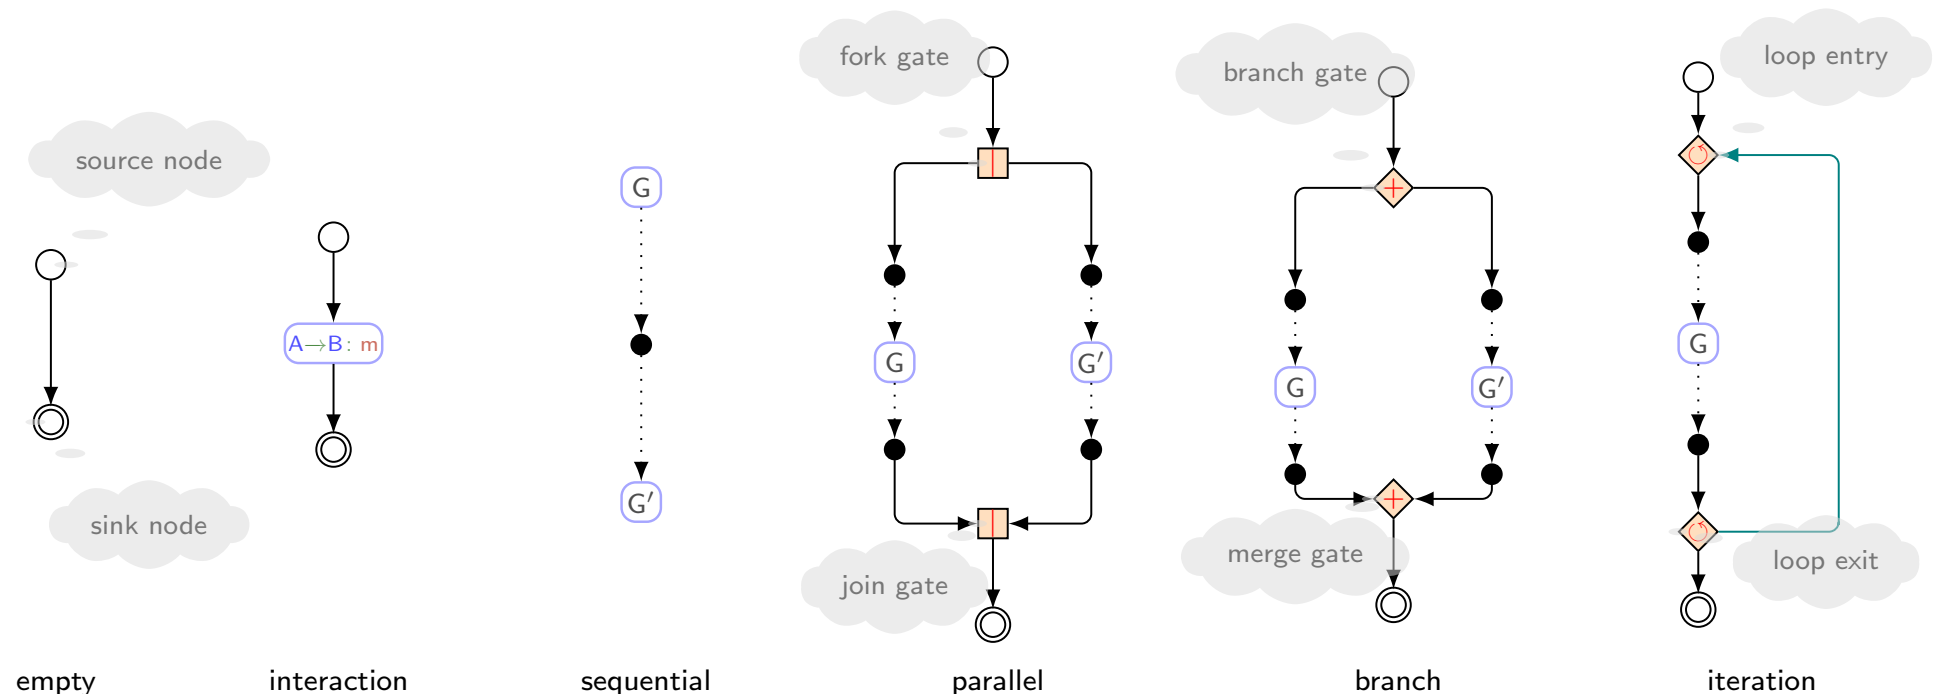 source node
sink node
A→B: m
G
G′
fork gate
G
G′
join gate
branch gate
G
G′
merge gate
loop entry
G
loop exit
empty
interaction
sequential
parallel
branch
iteration